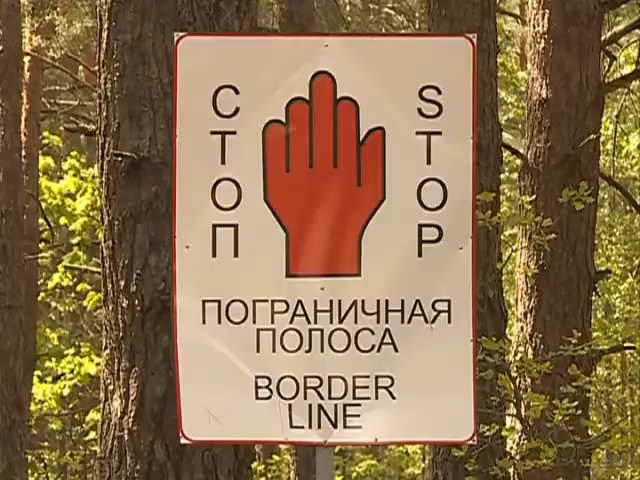 СТОП
STOP
ПОГРАНИЧНАЯ
ПОЛОСА
BORDER
LINE